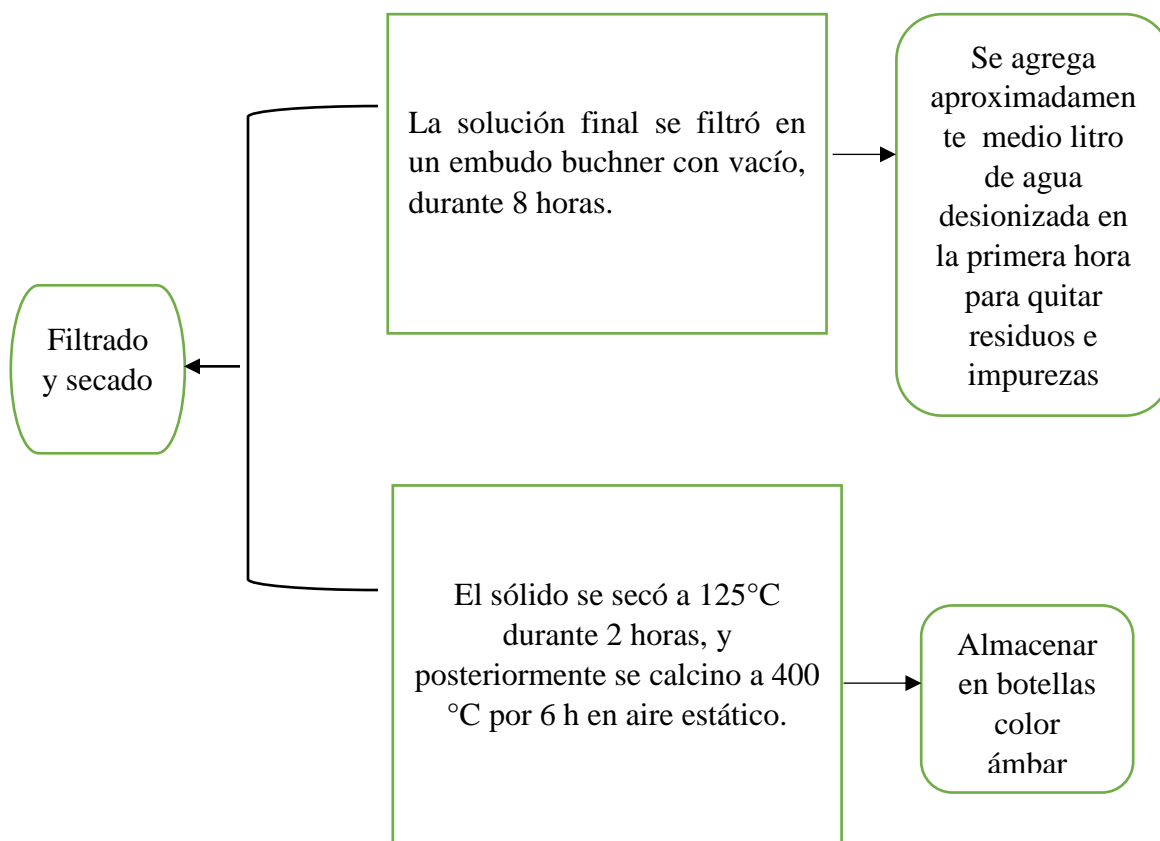 Filtrado
y secado
La solución final se filtró en
un embudo buchner con vacío,
durante 8 horas.
Se agrega
aproximadamen
te medio litro
de agua
desionizada en
la primera hora
para quitar
residuos e
impurezas
El sólido se secó a 125°C
durante 2 horas, y
posteriormente se calcino a 400
°C por 6 h en aire estático.
Almacenar
en botellas
color
ámbar